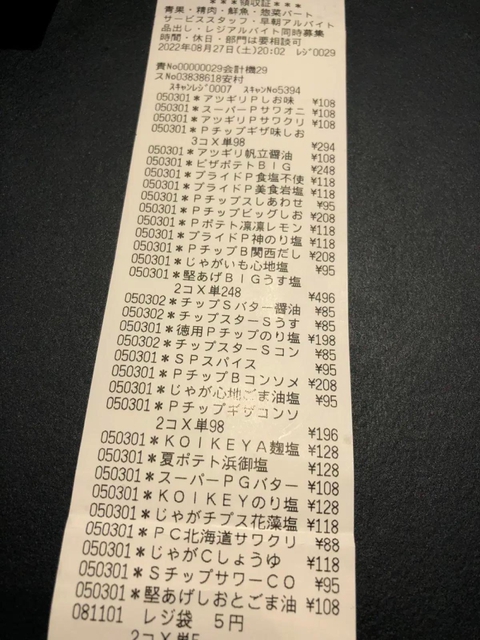 ＊＊＊領収証＊＊＊
青果・精肉・鮮魚・惣菜パート
サービススタッフ・早朝アルバイト
品出し・レジアルバイト同時募集
時間・休日・部門は要相談可
2022年08月27日(土)20:02 ﾚｼﾞ0029
責No00000029会計機29
スNo03838618安村
ｽｷｬﾝﾚｼﾞ0007 ｽｷｬﾝNo5394
050301＊アツギリPしお味 ¥108
050301＊スーパーPサワオニ ¥108
050301＊アツギリPサワクリ ¥108
050301＊Pチップギザ味しお
3コX単98 ¥294
050301＊アツギリ帆立醤油 ¥108
050301＊ピザポテトBIG ¥248
050301＊プライドP食塩不使 ¥118
050301＊プライドP美食岩塩 ¥118
050301＊Pチップスしあわせ ¥95
050301＊Pチップビッグしお ¥208
050301＊Pポテト凛凛レモン ¥118
050301＊プライドP神のり塩 ¥118
050301＊PチップB関西だし ¥208
050301＊じゃがいも心地塩 ¥95
050301＊堅あげBIGうす塩
2コX単248 ¥496
050302＊チップSバター醤油 ¥85
050302＊チップスターSうす ¥85
050301＊徳用Pチップのり塩 ¥198
050302＊チップスターSコン ¥85
050301＊SPスパイス ¥95
050301＊PチップBコンソメ ¥208
050301＊じゃが心地ごま油塩 ¥95
050301＊Pチップギザコンソ
2コX単98 ¥196
050301＊KOIKEYA麹塩 ¥128
050301＊夏ポテト浜御塩 ¥128
050301＊スーパーPGバター ¥108
050301＊KOIKEYのり塩 ¥128
050301＊じゃがチプス花藻塩 ¥118
050301＊PC北海道サワクリ ¥88
050301＊じゃがCしょうゆ ¥118
050301＊SチップサワーCO ¥95
050301＊堅あげしおとごま油 ¥108
081101 レジ袋 5円
2コX単5